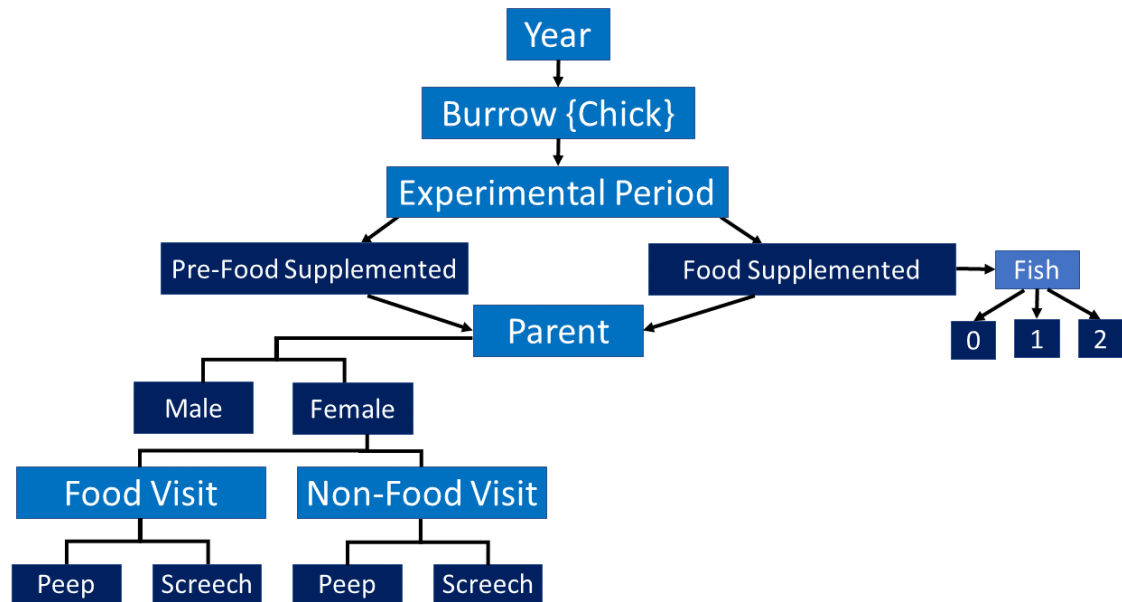 Year
Burrow {Chick}
Experimental Period
Pre-Food Supplemented
Food Supplemented
Fish
Parent
0
1
2
Male
Female
Food Visit
Non-Food Visit
Peep
Screech
Peep
Screech